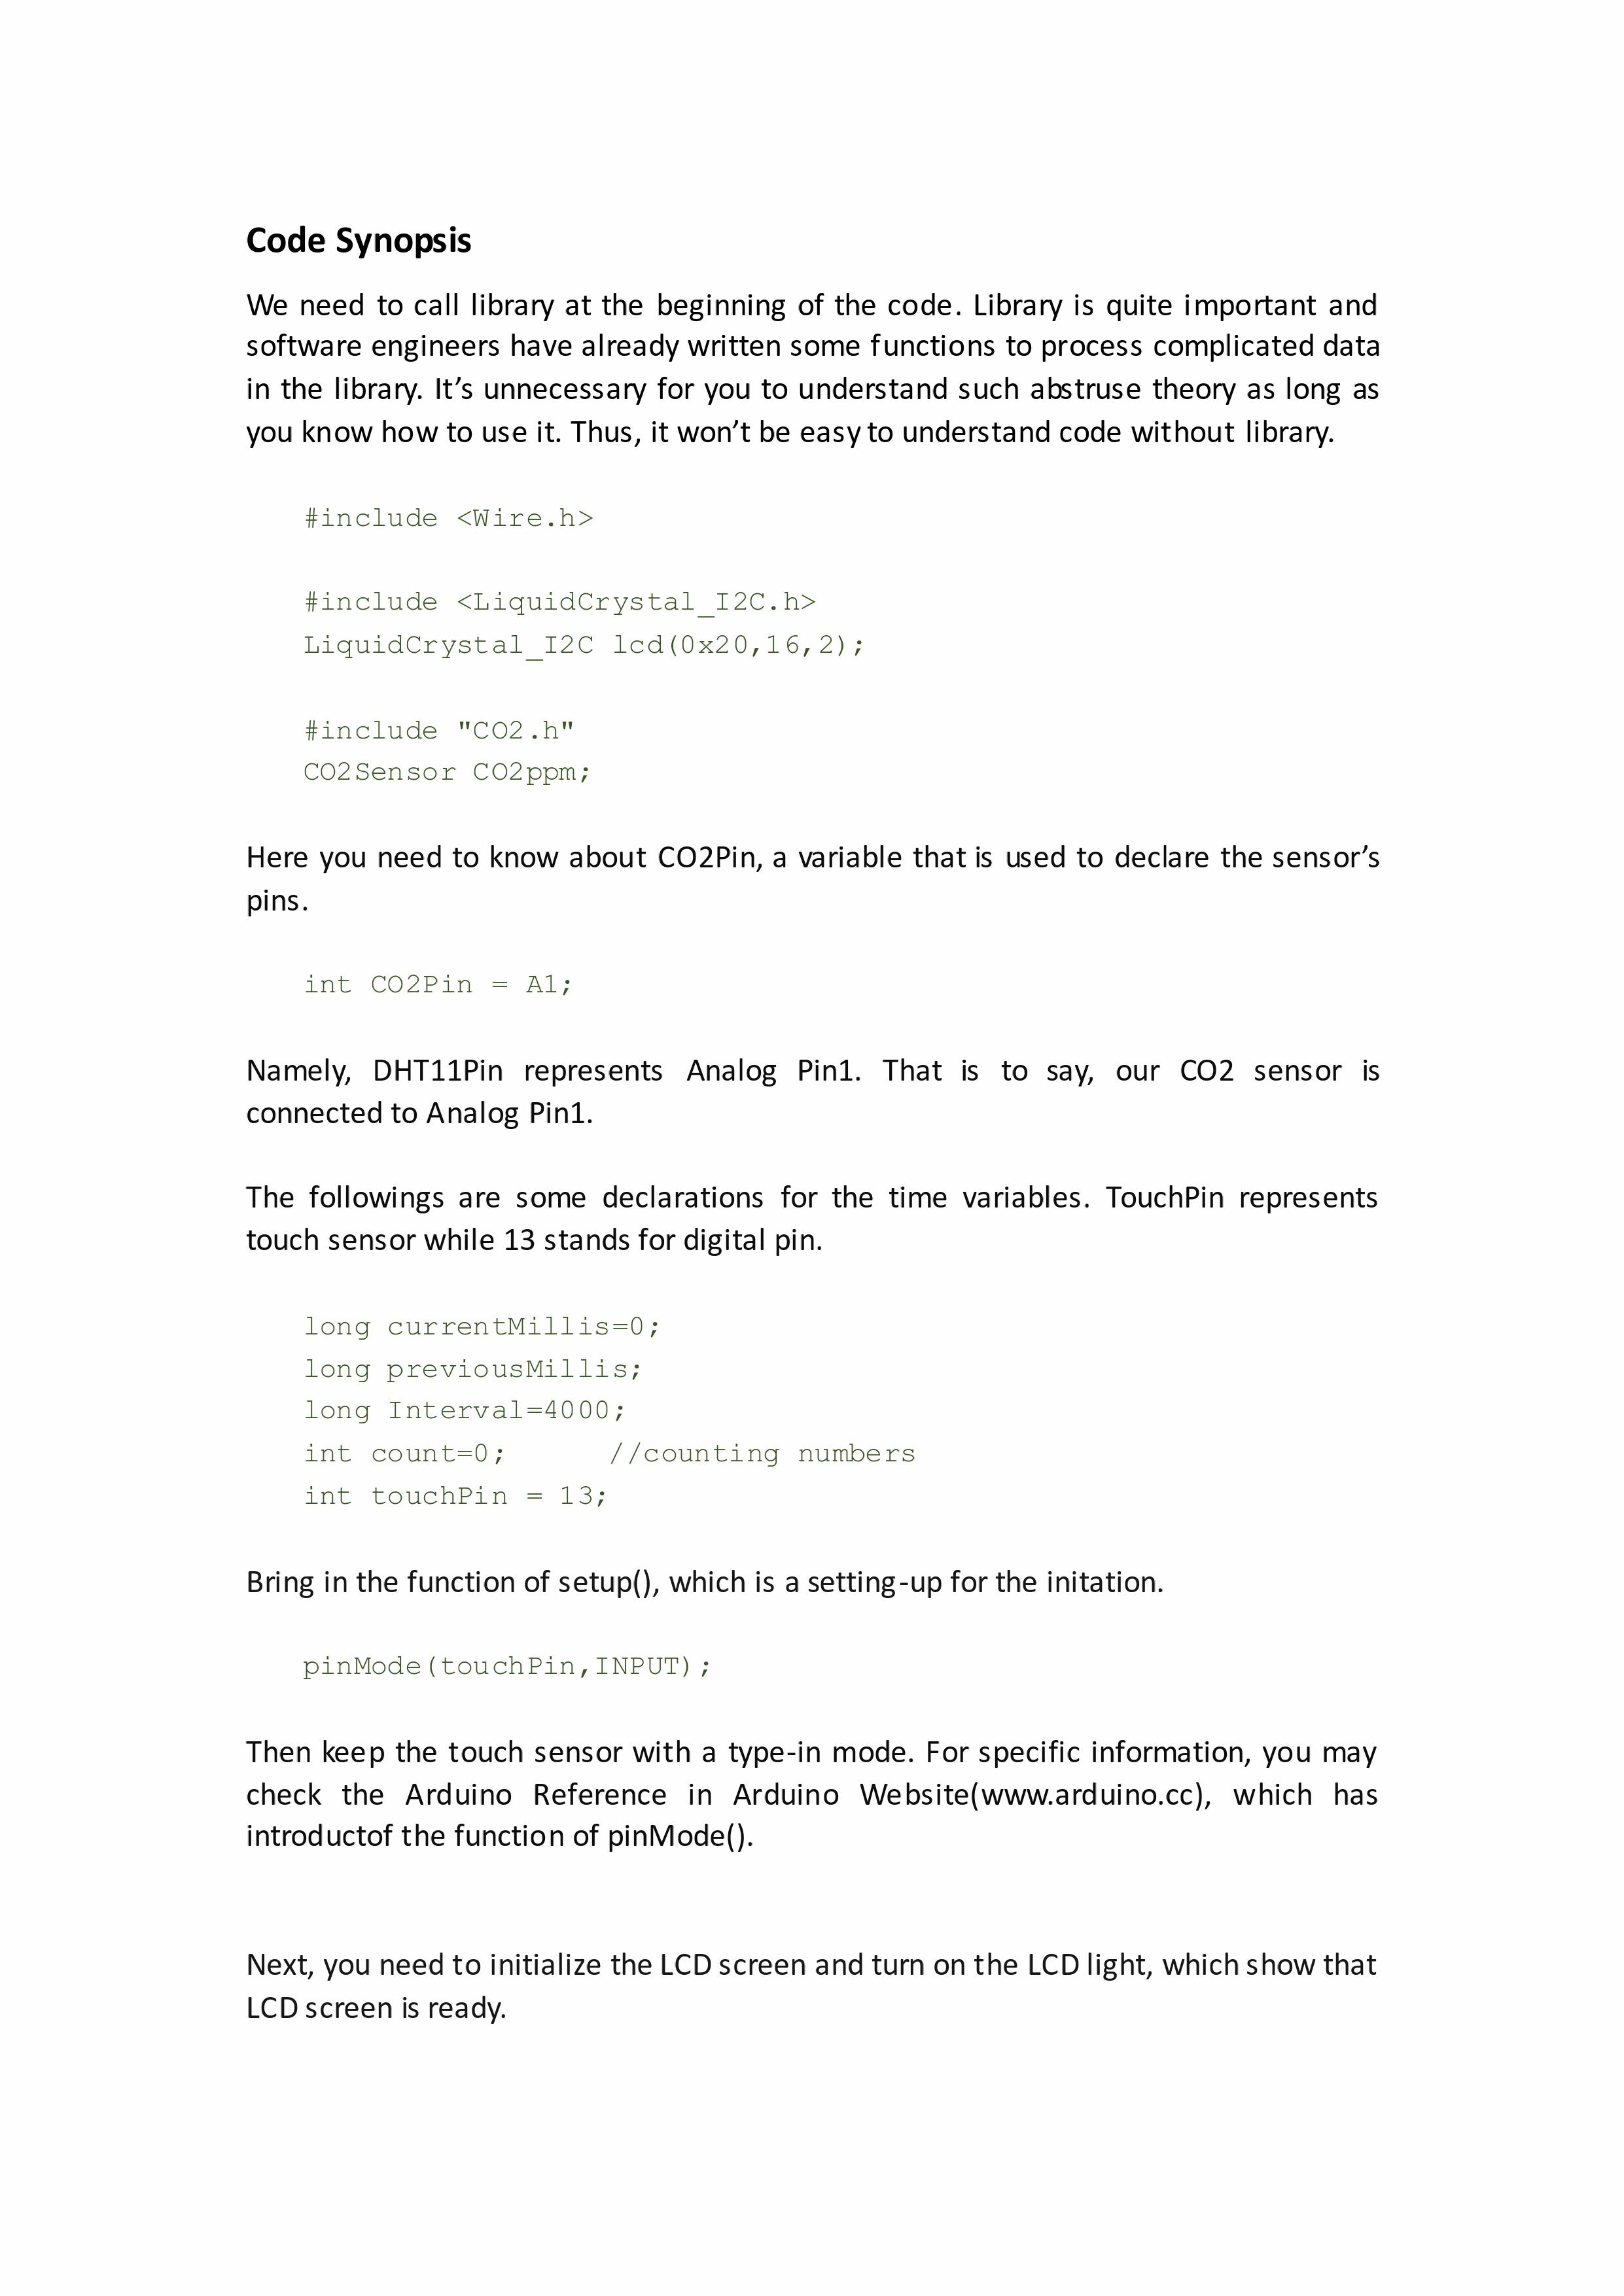 Code Synopsis
We need to call library at the beginning of the code. Library is quite important and
software engineers have already written some functions to process complicated data
in the library. It’s unnecessary for you to understand such abstruse theory as long as
you know how to use it. Thus, it won’t be easy to understand code without library.
#include <Wire.h>
#include <LiquidCrystal_I2C.h>
LiquidCrystal_I2C lcd(0x20,16,2);
#include "CO2.h"
CO2Sensor CO2ppm;
Here you need to know about CO2Pin, a variable that is used to declare the sensor’s
pins.
int CO2Pin = A1;
Namely, DHT11Pin represents Analog Pin1. That is to say, our CO2 sensor is
connected to Analog Pin1.
The followings are some declarations for the time variables. TouchPin represents
touch sensor while 13 stands for digital pin.
long currentMillis=0;
long previousMillis;
long Interval=4000;
int count=0; //counting numbers
int touchPin = 13;
Bring in the function of setup(), which is a setting-up for the initation.
pinMode(touchPin,INPUT);
Then keep the touch sensor with a type-in mode. For specific information, you may
check the Arduino Reference in Arduino Website(www.arduino.cc), which has
introductof the function of pinMode().
Next, you need to initialize the LCD screen and turn on the LCD light, which show that
LCD screen is ready.